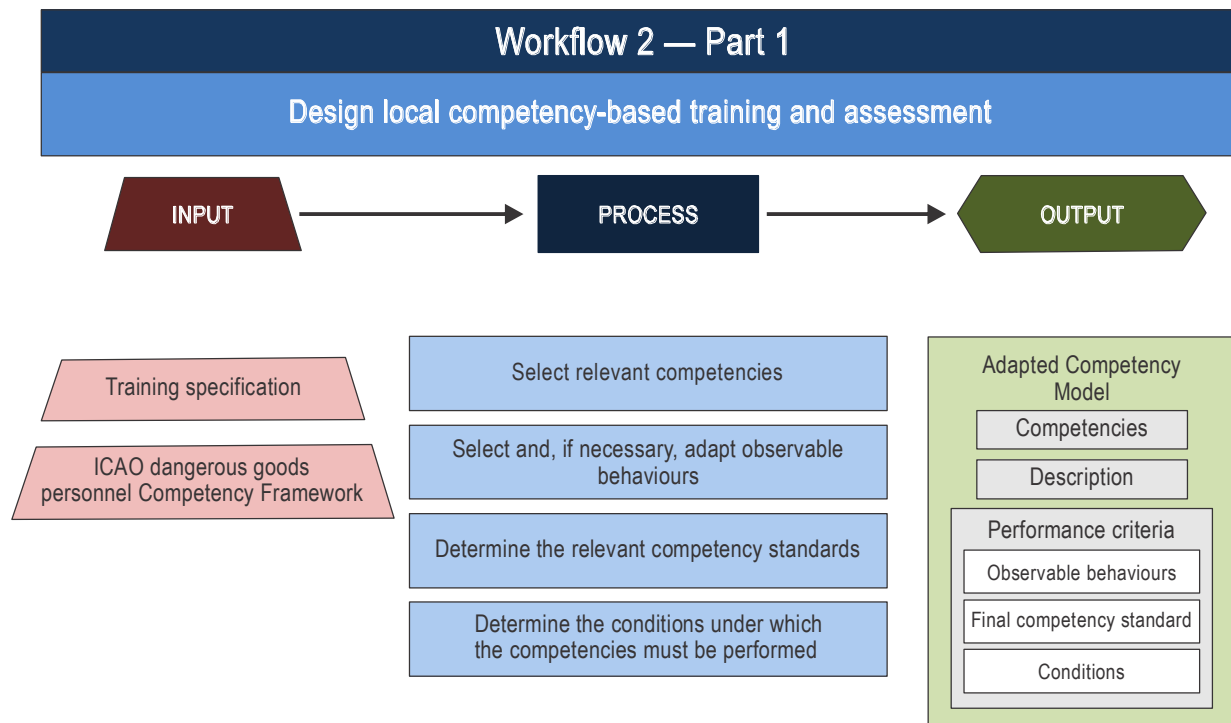 Workflow 2 — Part 1
Design local competency-based training and assessment
INPUT
PROCESS
OUTPUT
Training specification
ICAO dangerous goods
personnel Competency Framework
Select relevant competencies
Select and, if necessary, adapt observable
behaviours
Determine the relevant competency standards
Determine the conditions under which
the competencies must be performed
Adapted Competency
Model
Competencies
Description
Performance criteria
Observable behaviours
Final competency standard
Conditions